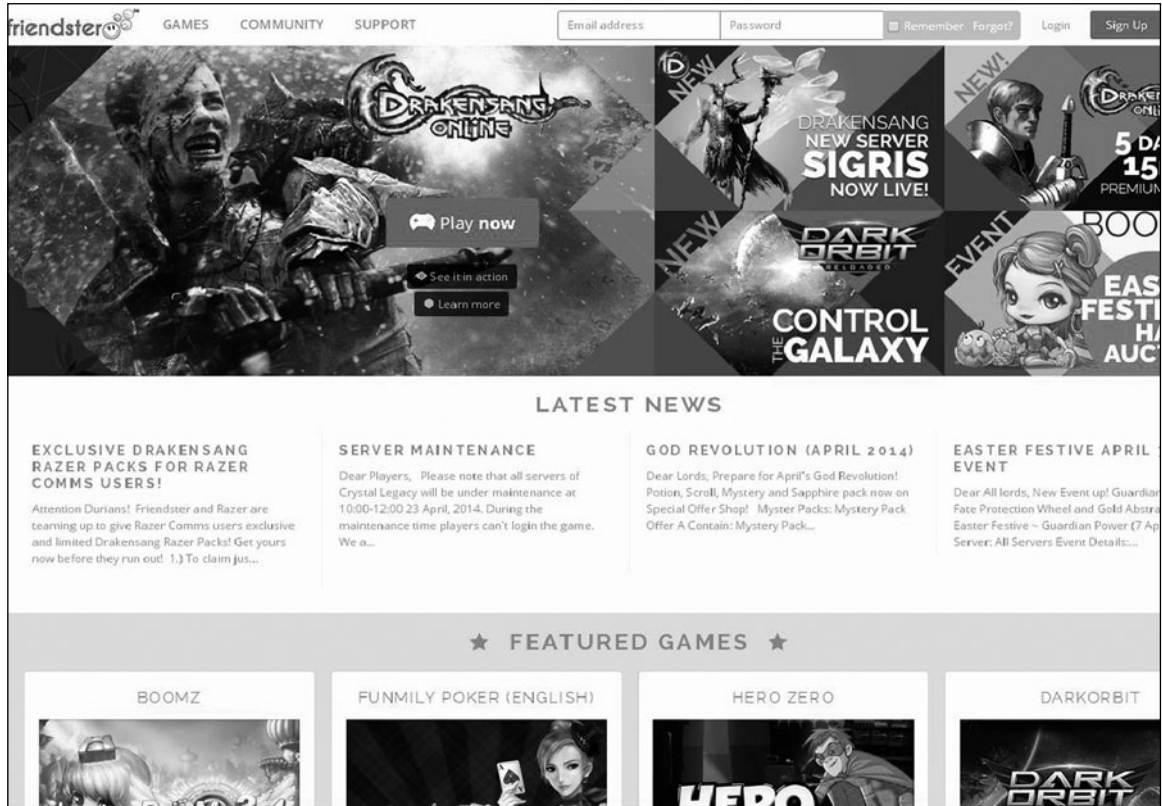 friendster
GAMES
COMMUNITY
SUPPORT
Email address
Password
Remember
Forgot?
Login
Sign Up
DRAKENSANG
ONLINE
Play now
See it in action
Learn more
NEW
DRAKENSANG
NEW SERVER
SIGRIS
NOW LIVE!
NEW!
5
15
PREMIUM
NEW
DARK
ORBIT
RELOADED
CONTROL
THE GALAXY
EVENT
LATEST NEWS
EXCLUSIVE DRAKENSANG
RAZER PACKS FOR RAZER
COMMS USERS!
Attention Durians! Friendster and Razer are
teaming up to give Razer Comms users exclusive
and limited Drakensang Razer Packs! Get yours
now before they run out! 1.) To claim jus...
SERVER MAINTENANCE
Dear Players, Please note that all servers of
Crystal Legacy will be under maintenance at
10:00-12:00 23 April, 2014. During the
maintenance time players can't login the game.
We a...
GOD REVOLUTION (APRIL 2014)
Dear Lords, Prepare for April's God Revolution!
Potion, Scroll, Mystery and Sapphire pack now on
Special Offer Shop! Myster Packs: Mystery Pack
Offer A Contain: Mystery Pack...
EASTER FESTIVE APRIL
EVENT
Dear All lords, New Event up! Guardian
Fate Protection Wheel and Gold Abstra
Easter Festive ~ Guardian Power (7 Ap
Server: All Servers Event Details:...
★ FEATURED GAMES ★
BOOMZ
FUNMILY POKER (ENGLISH)
HERO ZERO
DARKORBIT
HERO
DARK
ORBIT